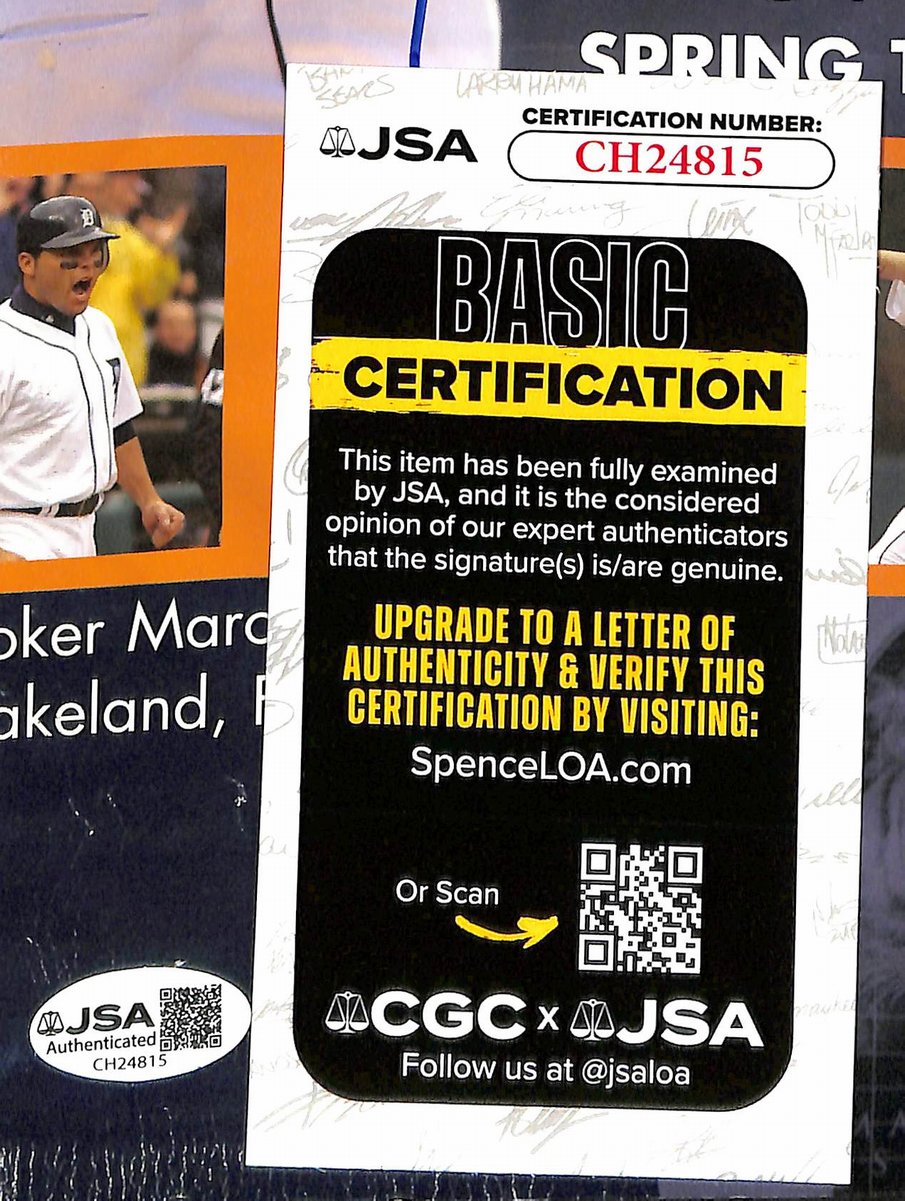 SPRING
JSA
CERTIFICATION NUMBER:
CH24815
BASIC
CERTIFICATION
This item has been fully examined
by JSA, and it is the considered
opinion of our expert authenticators
that the signature(s) is/are genuine.
UPGRADE TO A LETTER OF
AUTHENTICITY & VERIFY THIS
CERTIFICATION BY VISITING:
SpenceLOA.com
Or Scan
CGC x JSA
Follow us at @jsaloa
oker Marc
akeland, F
JSA
Authenticated
CH24815